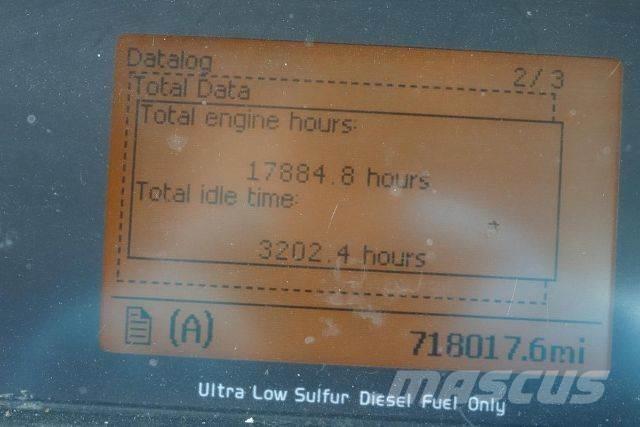 Datalog 2/3
Total Data
Total engine hours:
17884.8 hours
Total idle time:
3202.4 hours
(A) 718017.6mi
Ultra Low Sulfur Diesel Fuel Only
mascus